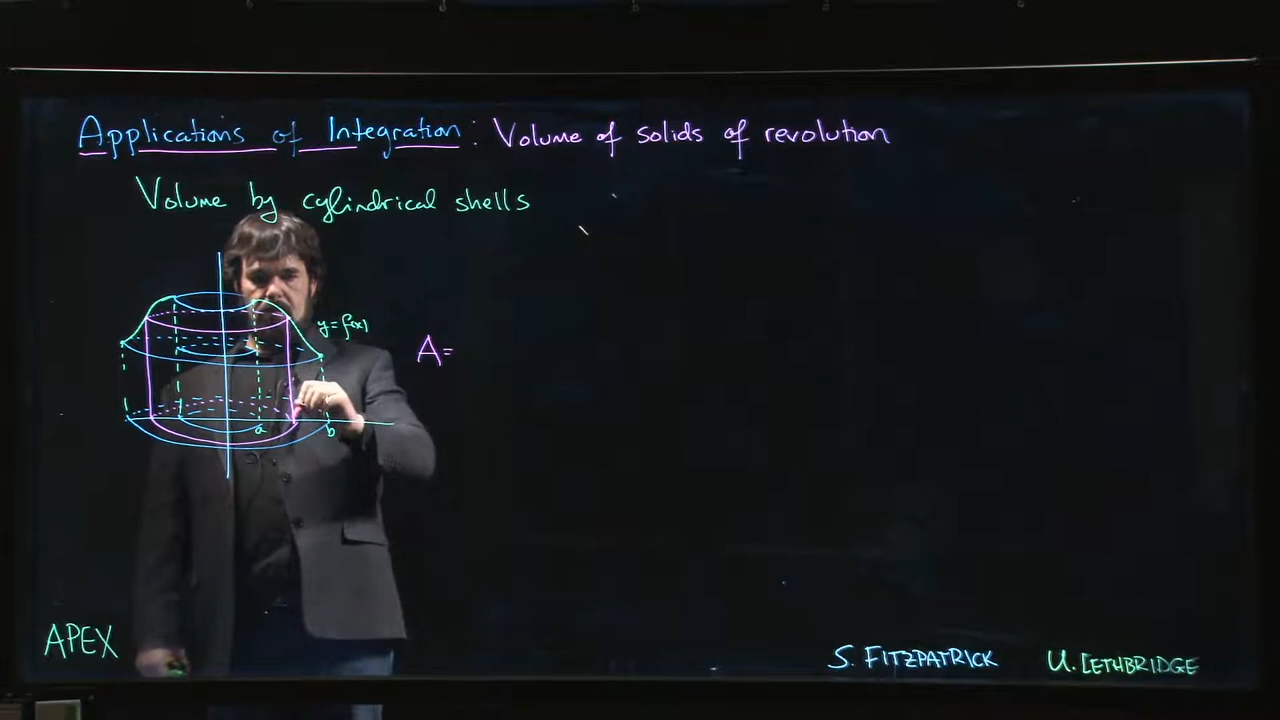 Applications of Integration: Volume of solids of revolution
Volume by cylindrical shells
y=f(x)
A=
a
b
APEX
S. FITZPATRICK
U. LETHBRIDGE